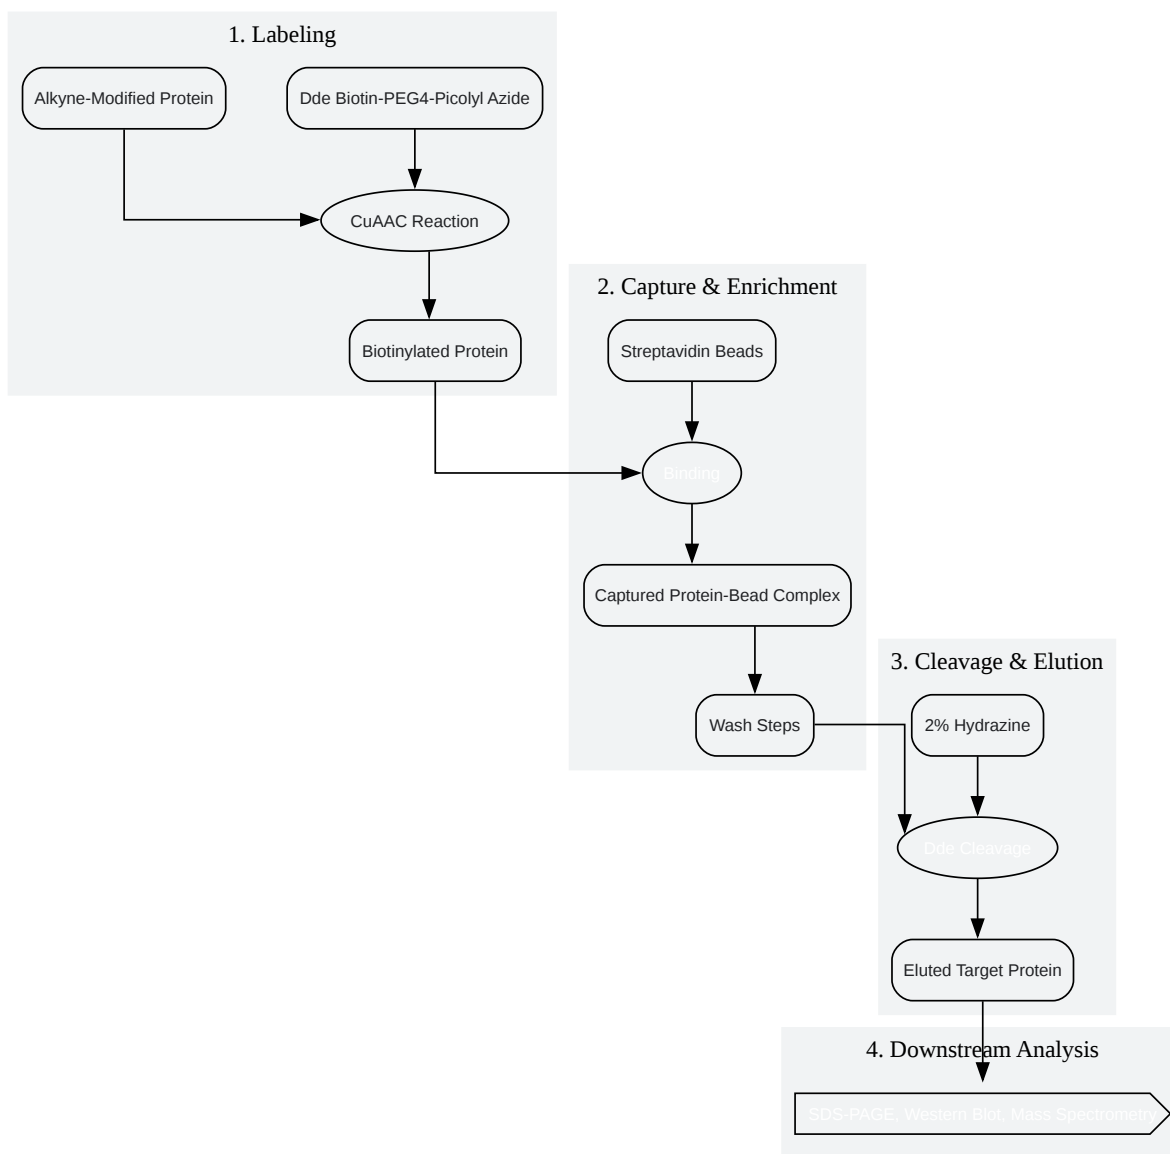 1. Labeling
Alkyne-Modified Protein
Dde Biotin-PEG4-Picolyl Azide
CuAAC Reaction
Biotinylated Protein
2. Capture & Enrichment
Streptavidin Beads
Binding
Captured Protein-Bead Complex
Wash Steps
3. Cleavage & Elution
2% Hydrazine
Dde Cleavage
Eluted Target Protein
4. Downstream Analysis
SDS-PAGE, Western Blot, Mass Spectrometry